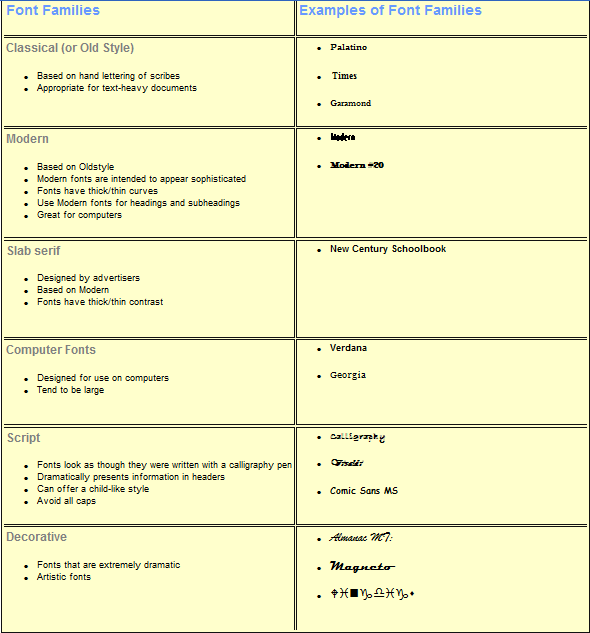 Font Families
Examples of Font Families
Classical (or Old Style)
Based on hand lettering of scribes
Appropriate for text-heavy documents
Palatino
Times
Garamond
Modern
Based on Oldstyle
Modern fonts are intended to appear sophisticated
Fonts have thick/thin curves
Use Modern fonts for headings and subheadings
Great for computers
Modern
Modern #20
Slab serif
Designed by advertisers
Based on Modern
Fonts have thick/thin contrast
New Century Schoolbook
Computer Fonts
Designed for use on computers
Tend to be large
Verdana
Georgia
Script
Fonts look as though they were written with a calligraphy pen
Dramatically presents information in headers
Can offer a child-like style
Avoid all caps
Calligraphy
Comic Sans MS
Decorative
Fonts that are extremely dramatic
Artistic fonts
Almanac MT:
Magneto
⌖♓■♑♎♓♑⬧